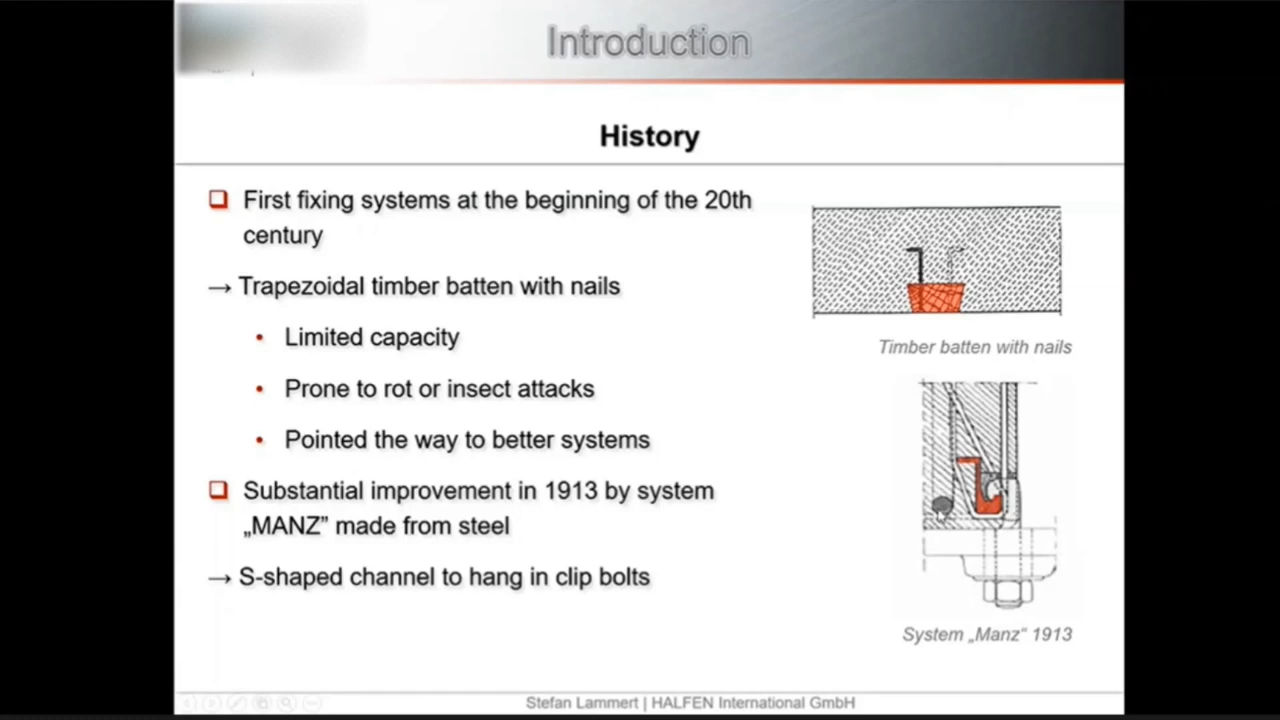 Introduction
History
❑ First fixing systems at the beginning of the 20th
century
→ Trapezoidal timber batten with nails
• Limited capacity
• Prone to rot or insect attacks
• Pointed the way to better systems
❑ Substantial improvement in 1913 by system
„MANZ” made from steel
→ S-shaped channel to hang in clip bolts
Timber batten with nails
System „Manz“ 1913
Stefan Lammert | HALFEN International GmbH